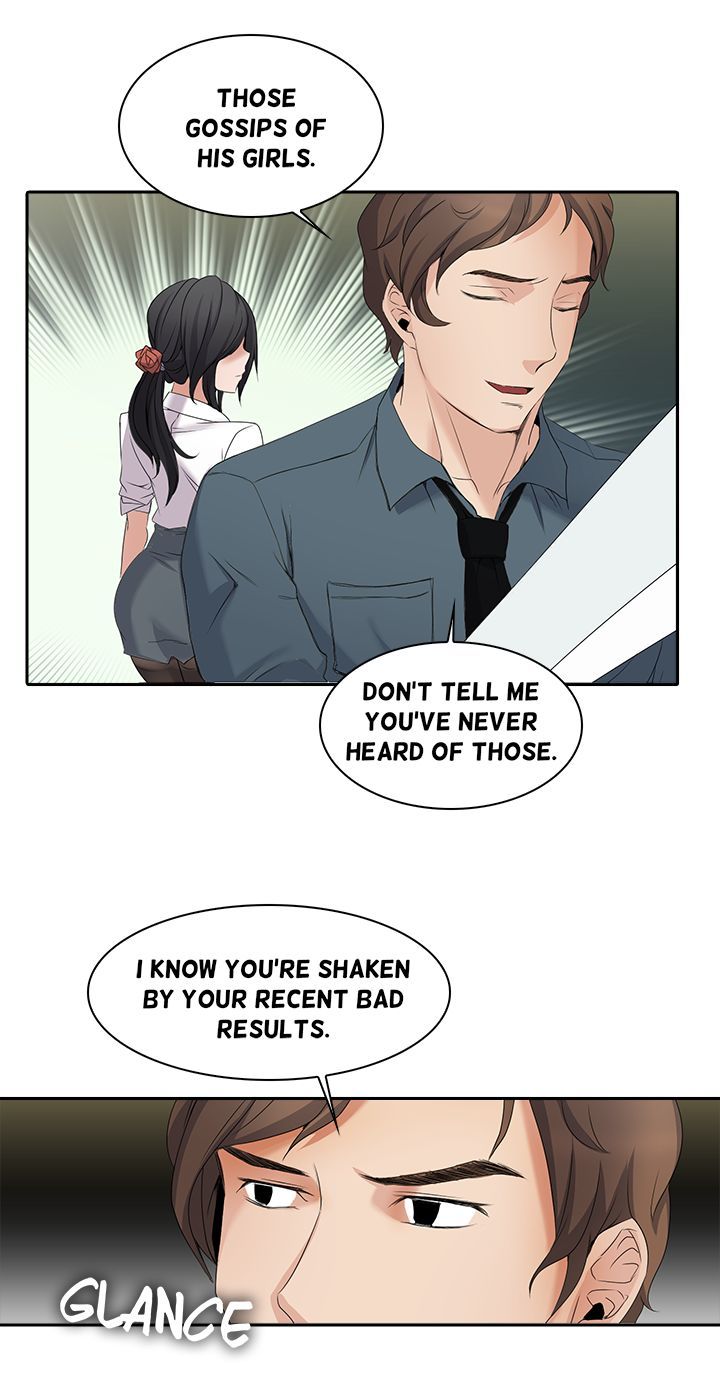 THOSE
GOSSIPS OF
HIS GIRLS.
DON'T TELL ME
YOU'VE NEVER
HEARD OF THOSE.
I KNOW YOU'RE SHAKEN
BY YOUR RECENT BAD
RESULTS.
GLANCE